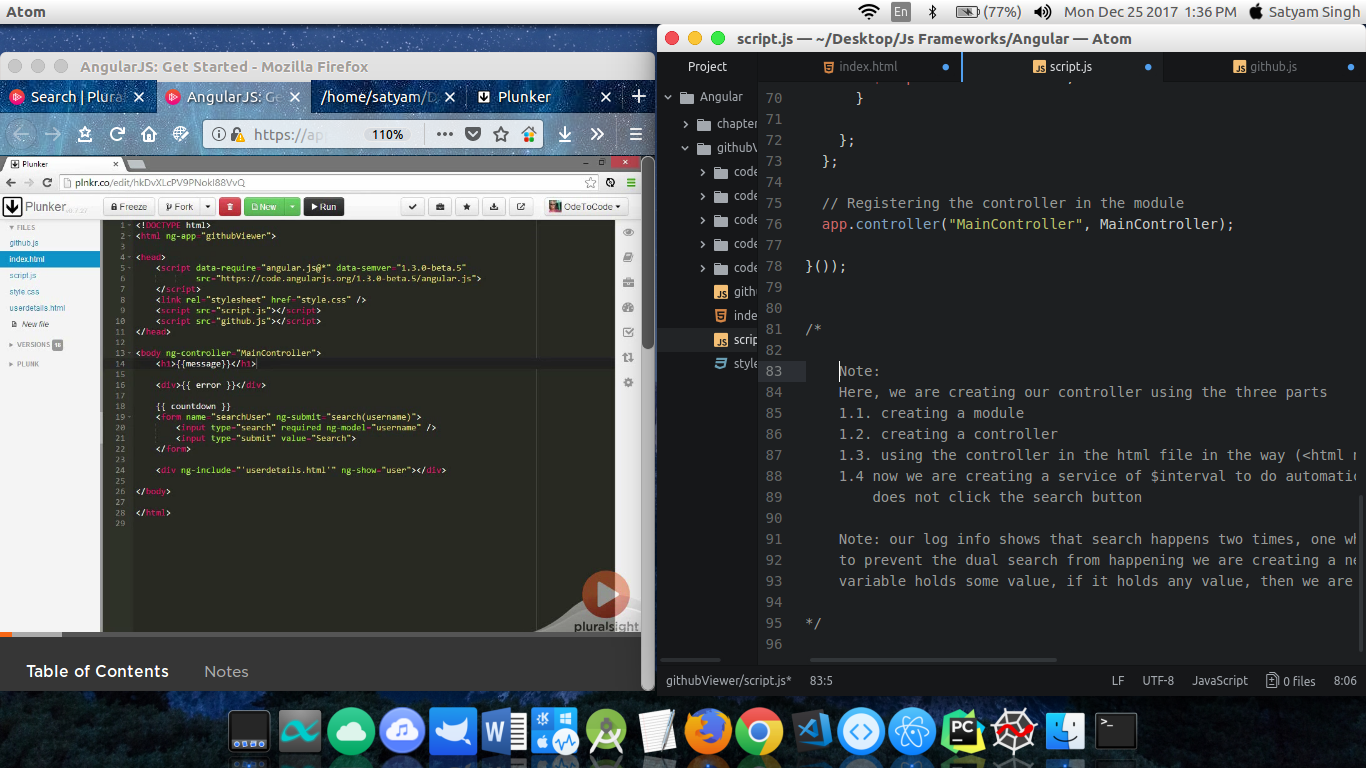 Atom
En
(77%)
Mon Dec 25 2017 1:36 PM
Satyam Singh
AngularJS: Get Started - Mozilla Firefox
Search | Plural
AngularJS: Ge
/home/satyam/D
Plunker
https://app
110%
Plunker
plnkr.co/edit/hkDvXLcPV9PNokI88VvQ
Plunker
Freeze
Fork
New
Run
OdeToCode
FILES
github.js
index.html
script.js
style.css
userdetails.html
New file
VERSIONS 16
PLUNK
1 <!DOCTYPE html>
2 <html ng-app="githubViewer">
3
4 <head>
5 <script data-require="angular.js@*" data-semver="1.3.0-beta.5"
6 src="https://code.angularjs.org/1.3.0-beta.5/angular.js">
7 </script>
8 <link rel="stylesheet" href="style.css" />
9 <script src="script.js"></script>
10 <script src="github.js"></script>
11 </head>
12
13 <body ng-controller="MainController">
14 <h1>{{message}}</h1>
15
16 <div>{{ error }}</div>
17
18 {{ countdown }}
19 <form name="searchUser" ng-submit="search(username)">
20 <input type="search" required ng-model="username" />
21 <input type="submit" value="Search">
22 </form>
23
24 <div ng-include="'userdetails.html'" ng-show="user"></div>
25
26 </body>
27
28 </html>
29
pluralsight
Table of Contents
Notes
script.js — ~/Desktop/Js Frameworks/Angular — Atom
Project
index.html
script.js
github.js
Angular
chapter
githubV
code
code
code
code
code
gith
inde
scrip
style
70 }
71
72 };
73 };
74
75 // Registering the controller in the module
76 app.controller("MainController", MainController);
77
78 }());
79
80
81 /*
82
83 Note:
84 Here, we are creating our controller using the three parts
85 1.1. creating a module
86 1.2. creating a controller
87 1.3. using the controller in the html file in the way (<html n
88 1.4 now we are creating a service of $interval to do automatic
89 does not click the search button
90
91 Note: our log info shows that search happens two times, one wh
92 to prevent the dual search from happening we are creating a ne
93 variable holds some value, if it holds any value, then we are
94
95 */
96
githubViewer/script.js*
83:5
LF
UTF-8
JavaScript
0 files
8:06
W
PC
>_